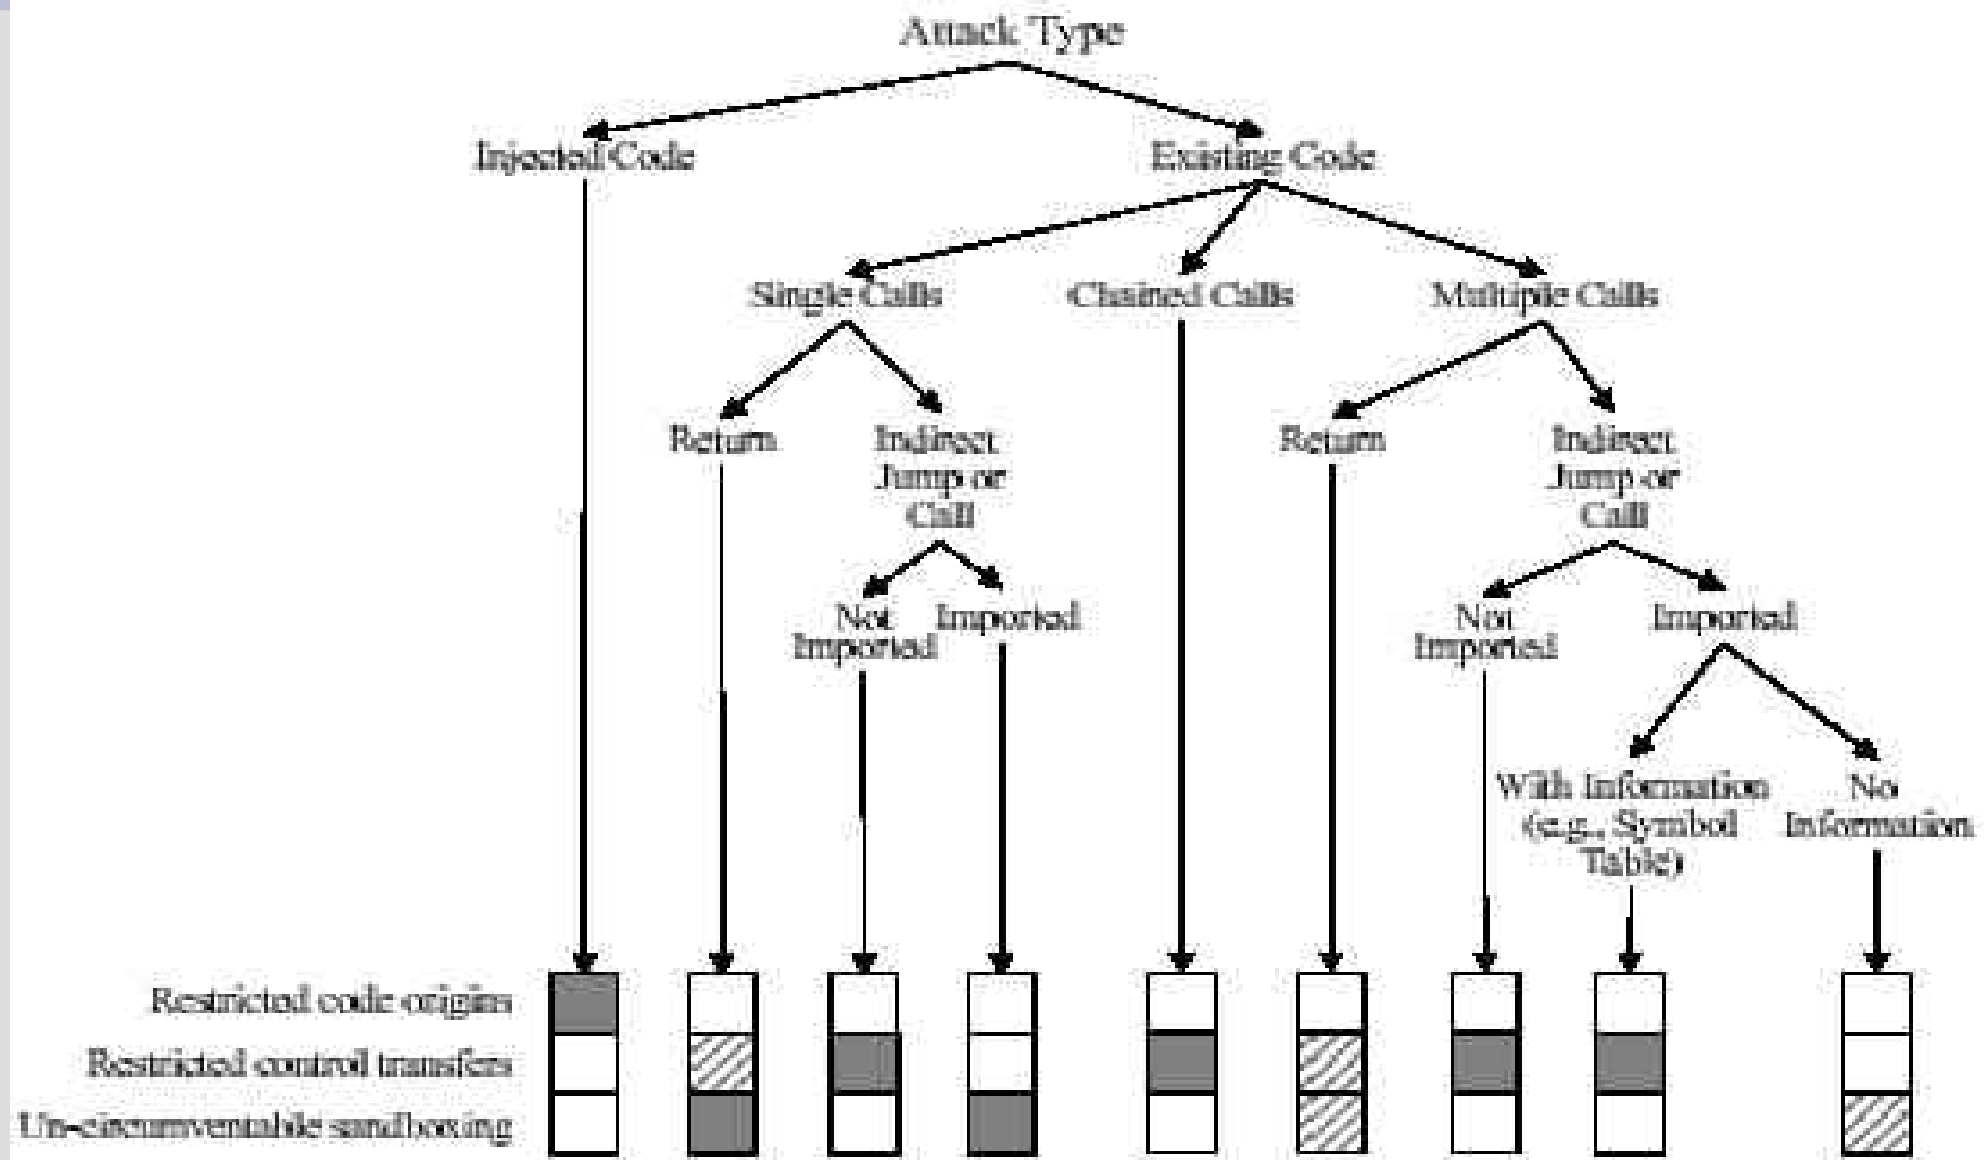 Attack Type
Injected Code
Existing Code
Single Calls
Chained Calls
Multiple Calls
Return
Indirect
Jump or
Call
Return
Indirect
Jump or
Call
Not
Imported
Imported
Not
Imported
Imported
With Information
(e.g., Symbol
Table)
No
Information
Restricted code origins
Restricted control transfers
Un-circumventable sandboxing